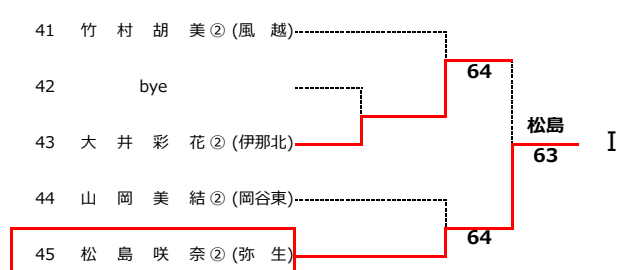 41 竹 村 胡 美② (風 越)
64
42 bye
松島
43 大 井 彩 花② (伊那北)
I
63
44 山 岡 美 結② (岡谷東)
64
45 松 島 咲 奈② (弥 生)